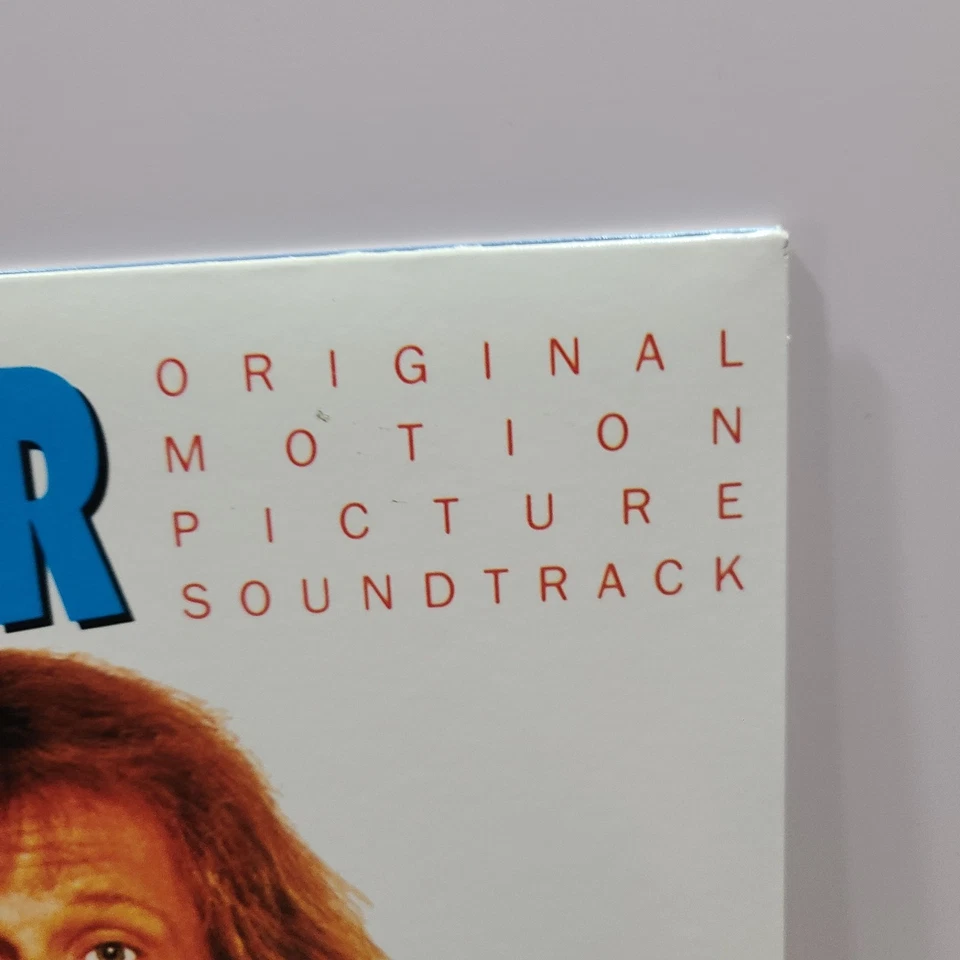 R
ORIGINAL
MOTION
PICTURE
SOUNDTRACK